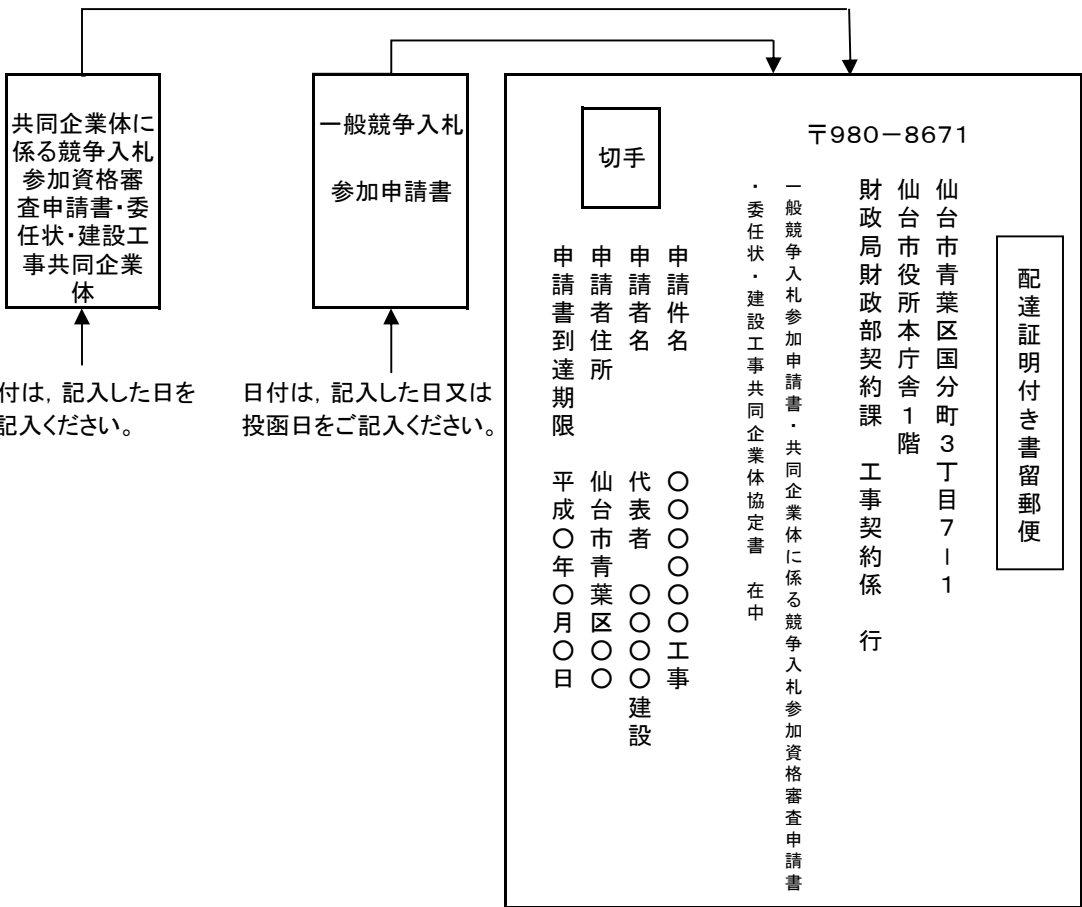 共同企業体に
係る競争入札
参加資格審
査申請書・委
任状・建設工
事共同企業
体
一般競争入札
参加申請書
付は，記入した日を
記入ください。
日付は，記入した日又は
投函日をご記入ください。
切手
〒980－8671
配達証明付き書留郵便
仙台市青葉区国分町３丁目７－１
仙台市役所本庁舎１階
財政局財政部契約課　工事契約係　行
一般競争入札参加申請書・共同企業体に係る競争入札参加資格審査申請書
・委任状・建設工事共同企業体協定書　在中
申請件名　〇〇〇〇〇〇〇工事
申請者名　代表者　〇〇〇〇建設
申請者住所　仙台市青葉区〇〇
申請書到達期限　平成〇年〇月〇日